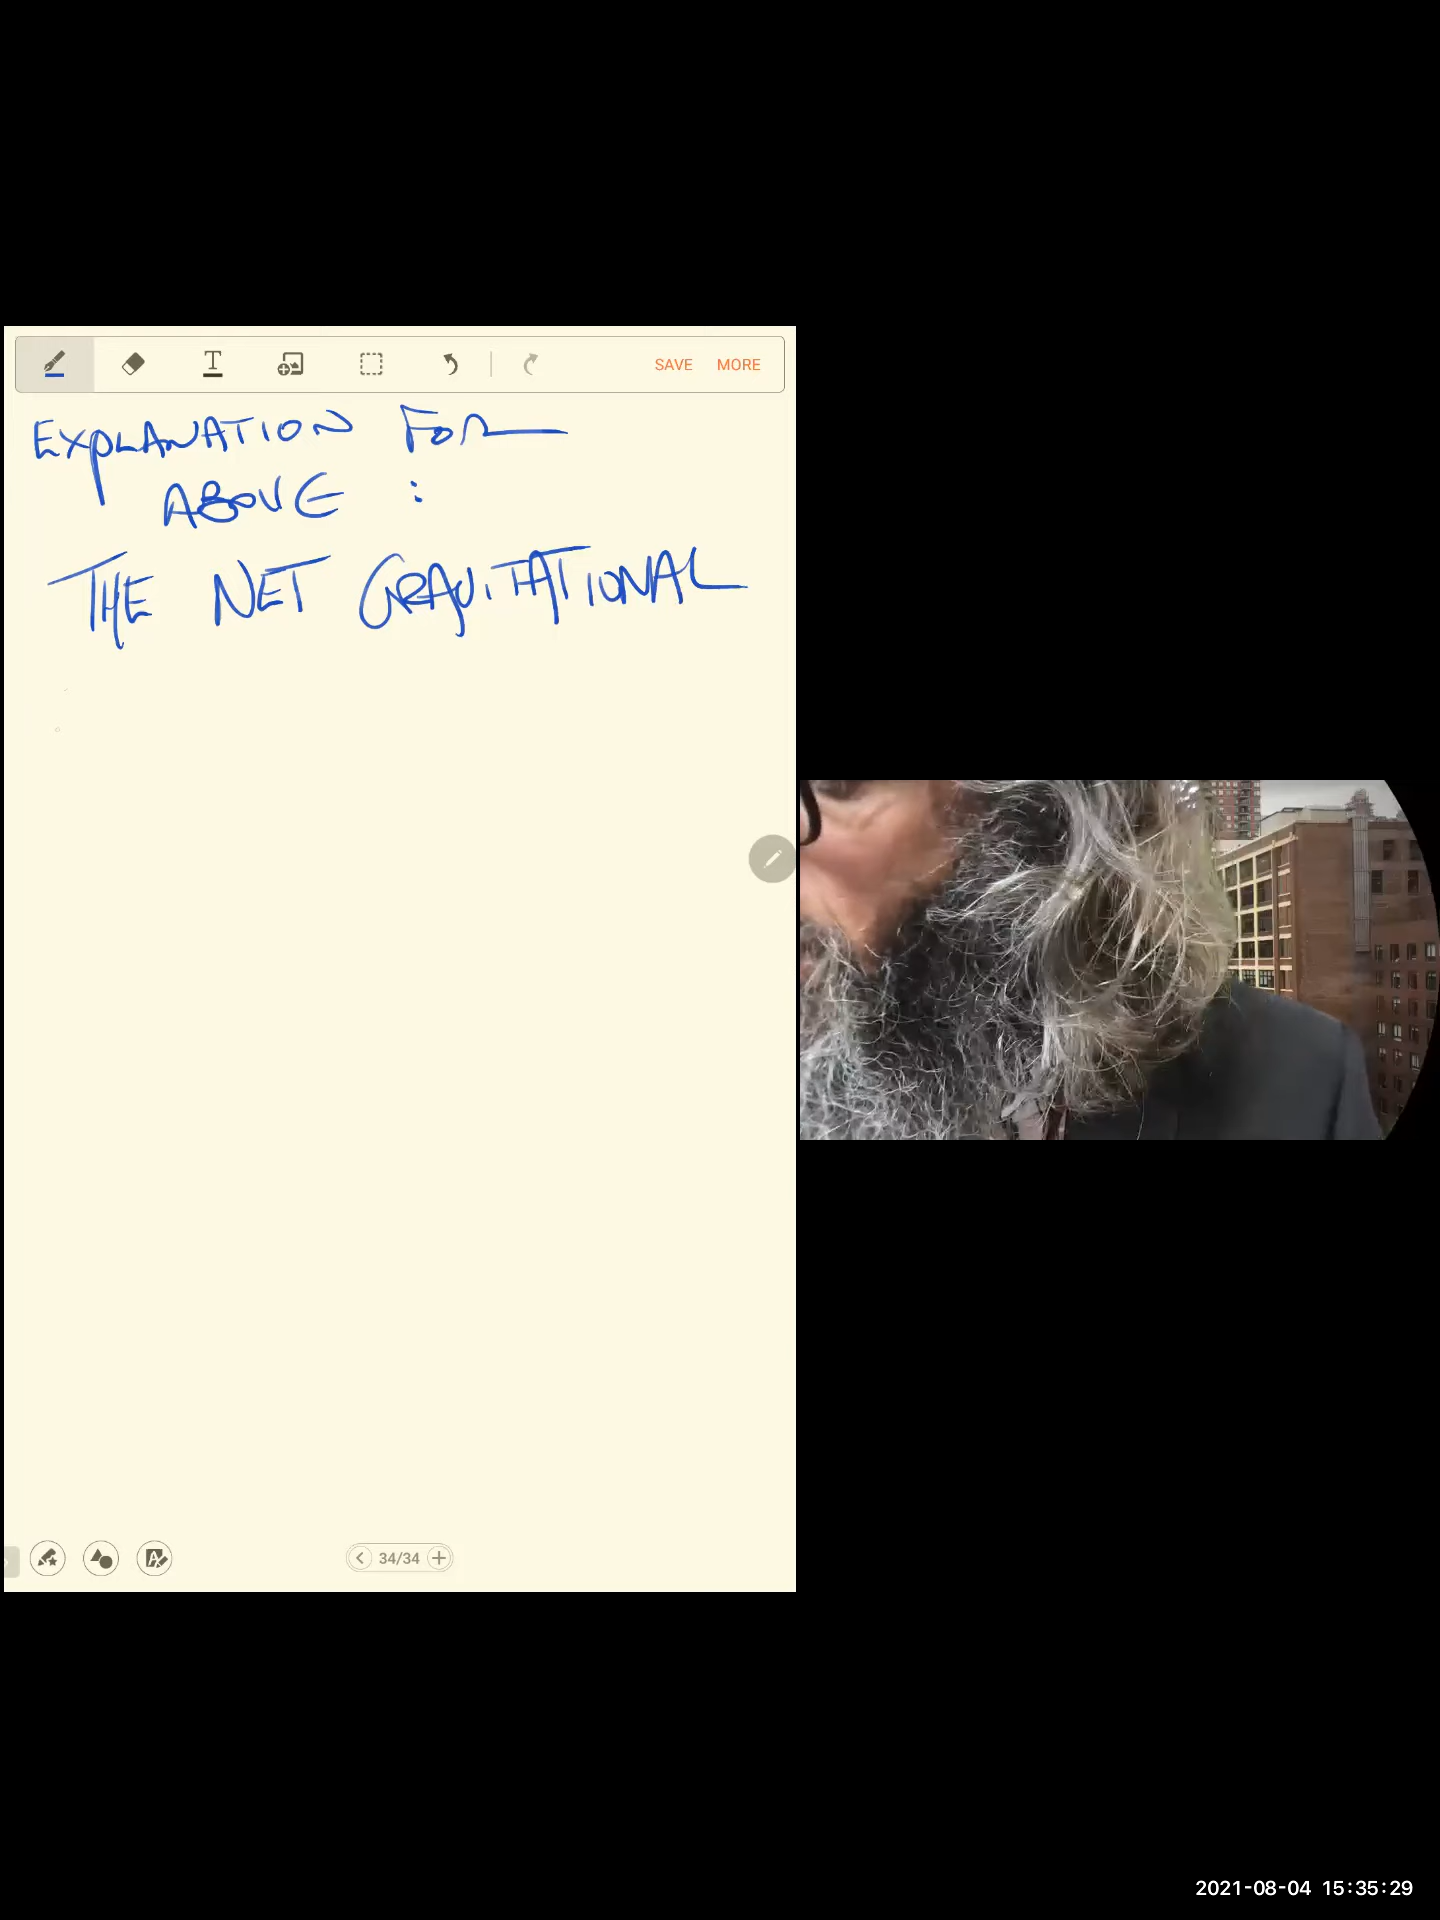 SAVE MORE
EXPLANATION FOR
ABOVE :
THE NET GRAVITATIONAL
34/34
2021-08-04 15:35:29